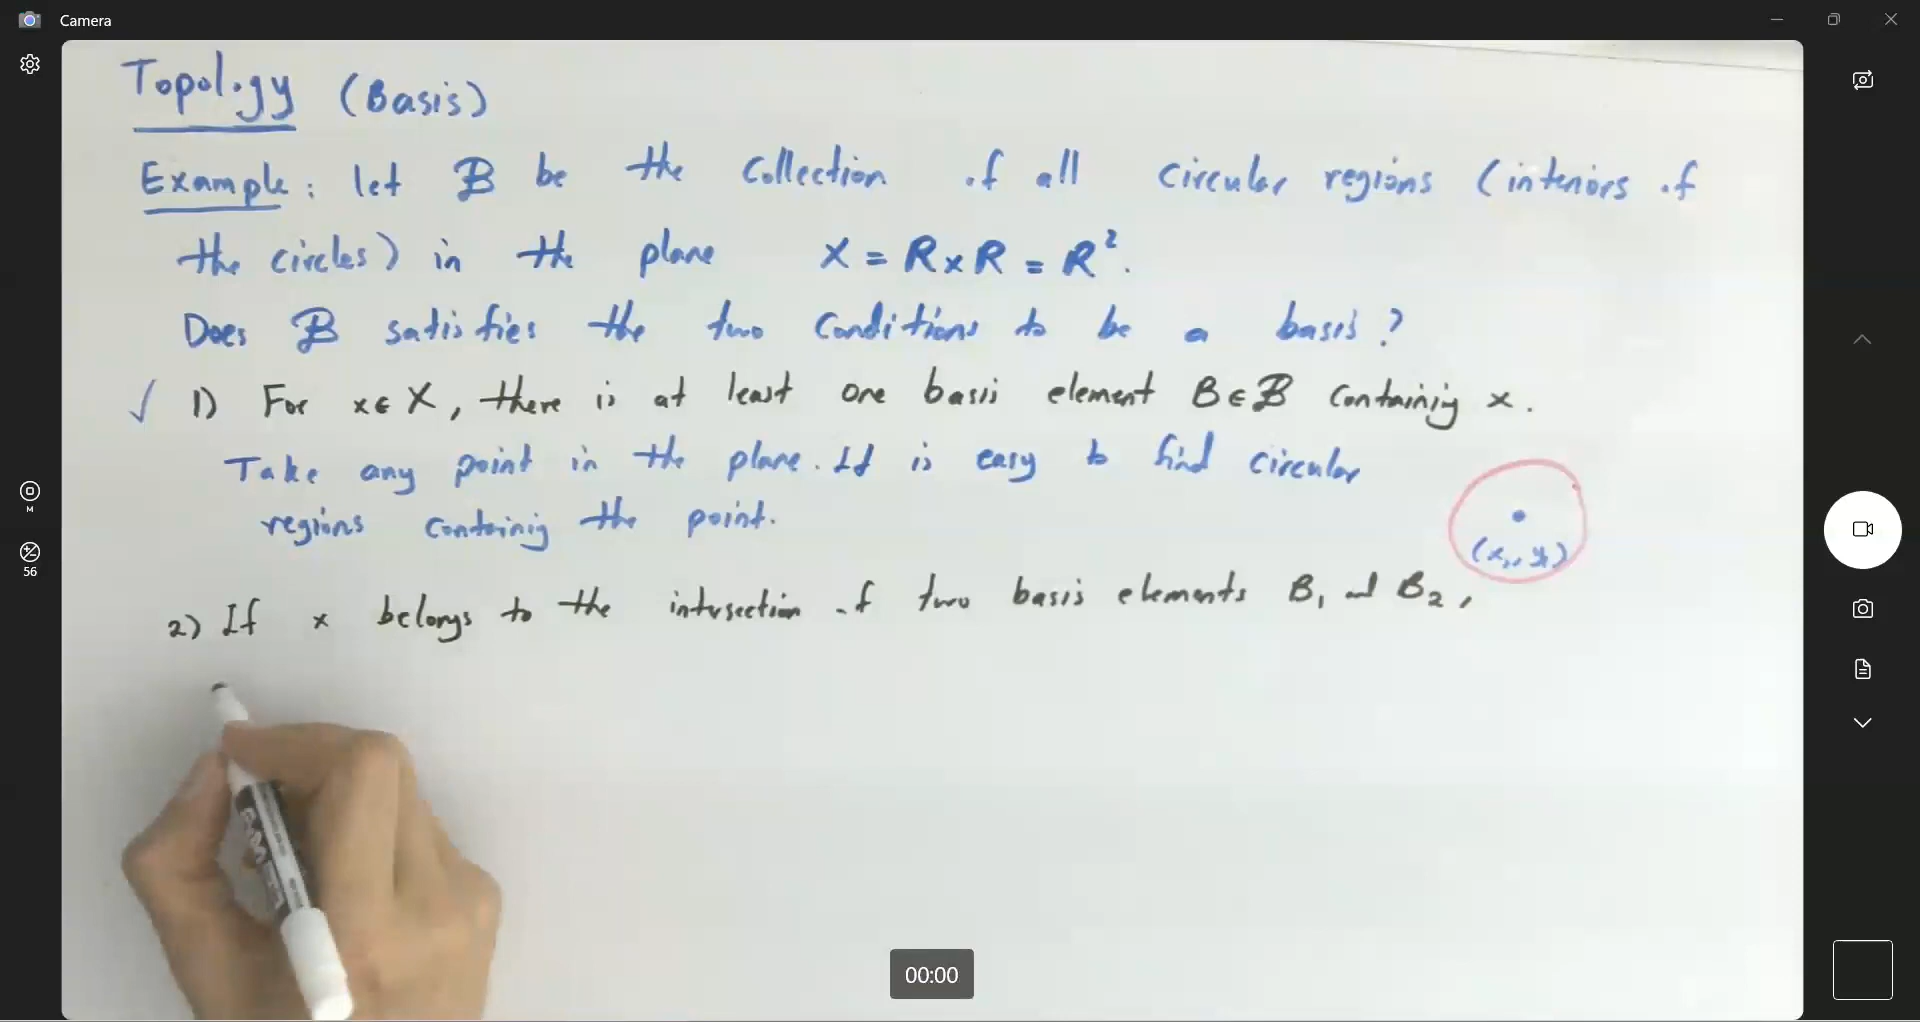 Camera
Topology (Basis)
Example: let B be the collection of all circular regions (interiors of
the circles) in the plane X = R x R = R².
Does B satisfies the two conditions to be a basis?
✓ 1) For x ∈ X, there is at least one basis element B ∈ B containing x.
Take any point in the plane. It is easy to find circular
regions containing the point.
(x₁, y₁)
2) If x belongs to the intersection of two basis elements B₁ and B₂,
M
56
00:00